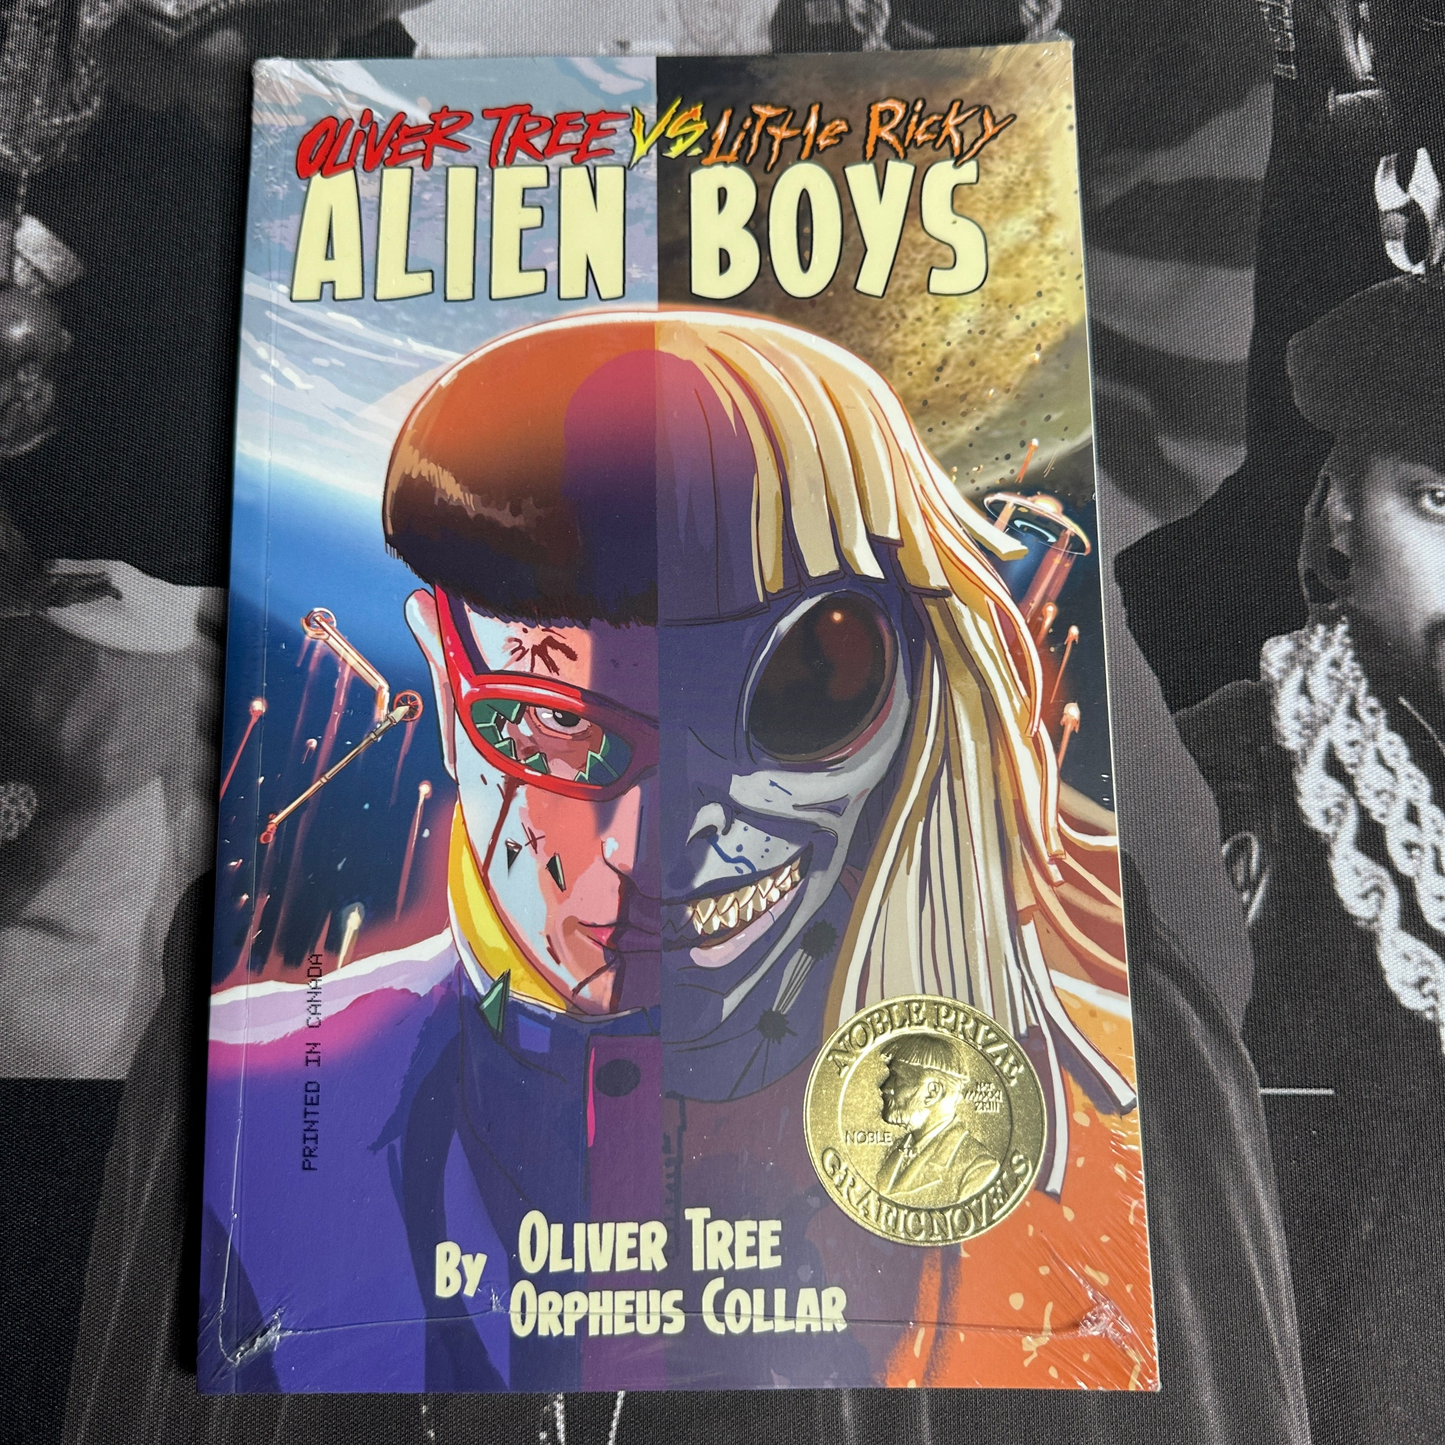 OLIVER TREE VS. LITTLE RICKY
ALIEN BOYS
PRINTED IN CANADA
NOBLE PRIZE
NOBLE
GRAFIC NOVELS
BY OLIVER TREE
ORPHEUS COLLAR